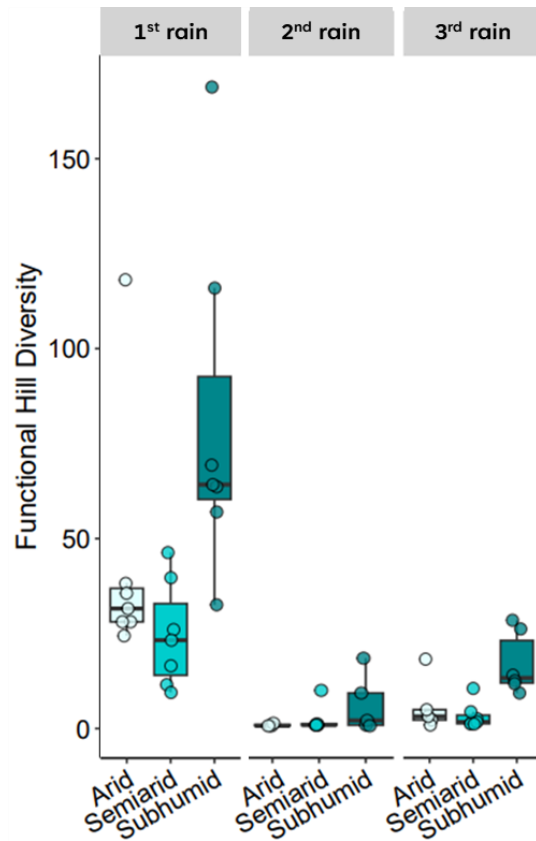 1st rain 2nd rain 3rd rain
Functional Hill Diversity
150
100
50
0
Arid Semiarid Subhumid Arid Semiarid Subhumid Arid Semiarid Subhumid